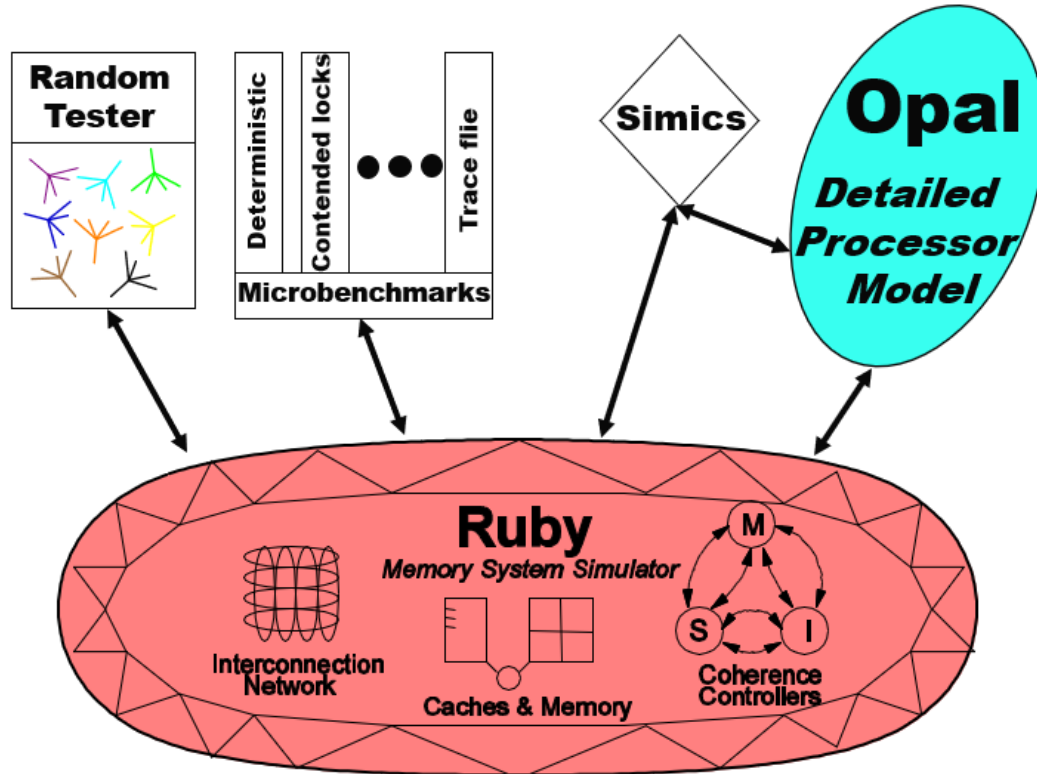 Random
Tester
Deterministic
Contended locks
Trace flie
Microbenchmarks
Simics
Opal
Detailed
Processor
Model
Ruby
Memory System Simulator
Interconnection
Network
Caches & Memory
M
S
I
Coherence
Controllers